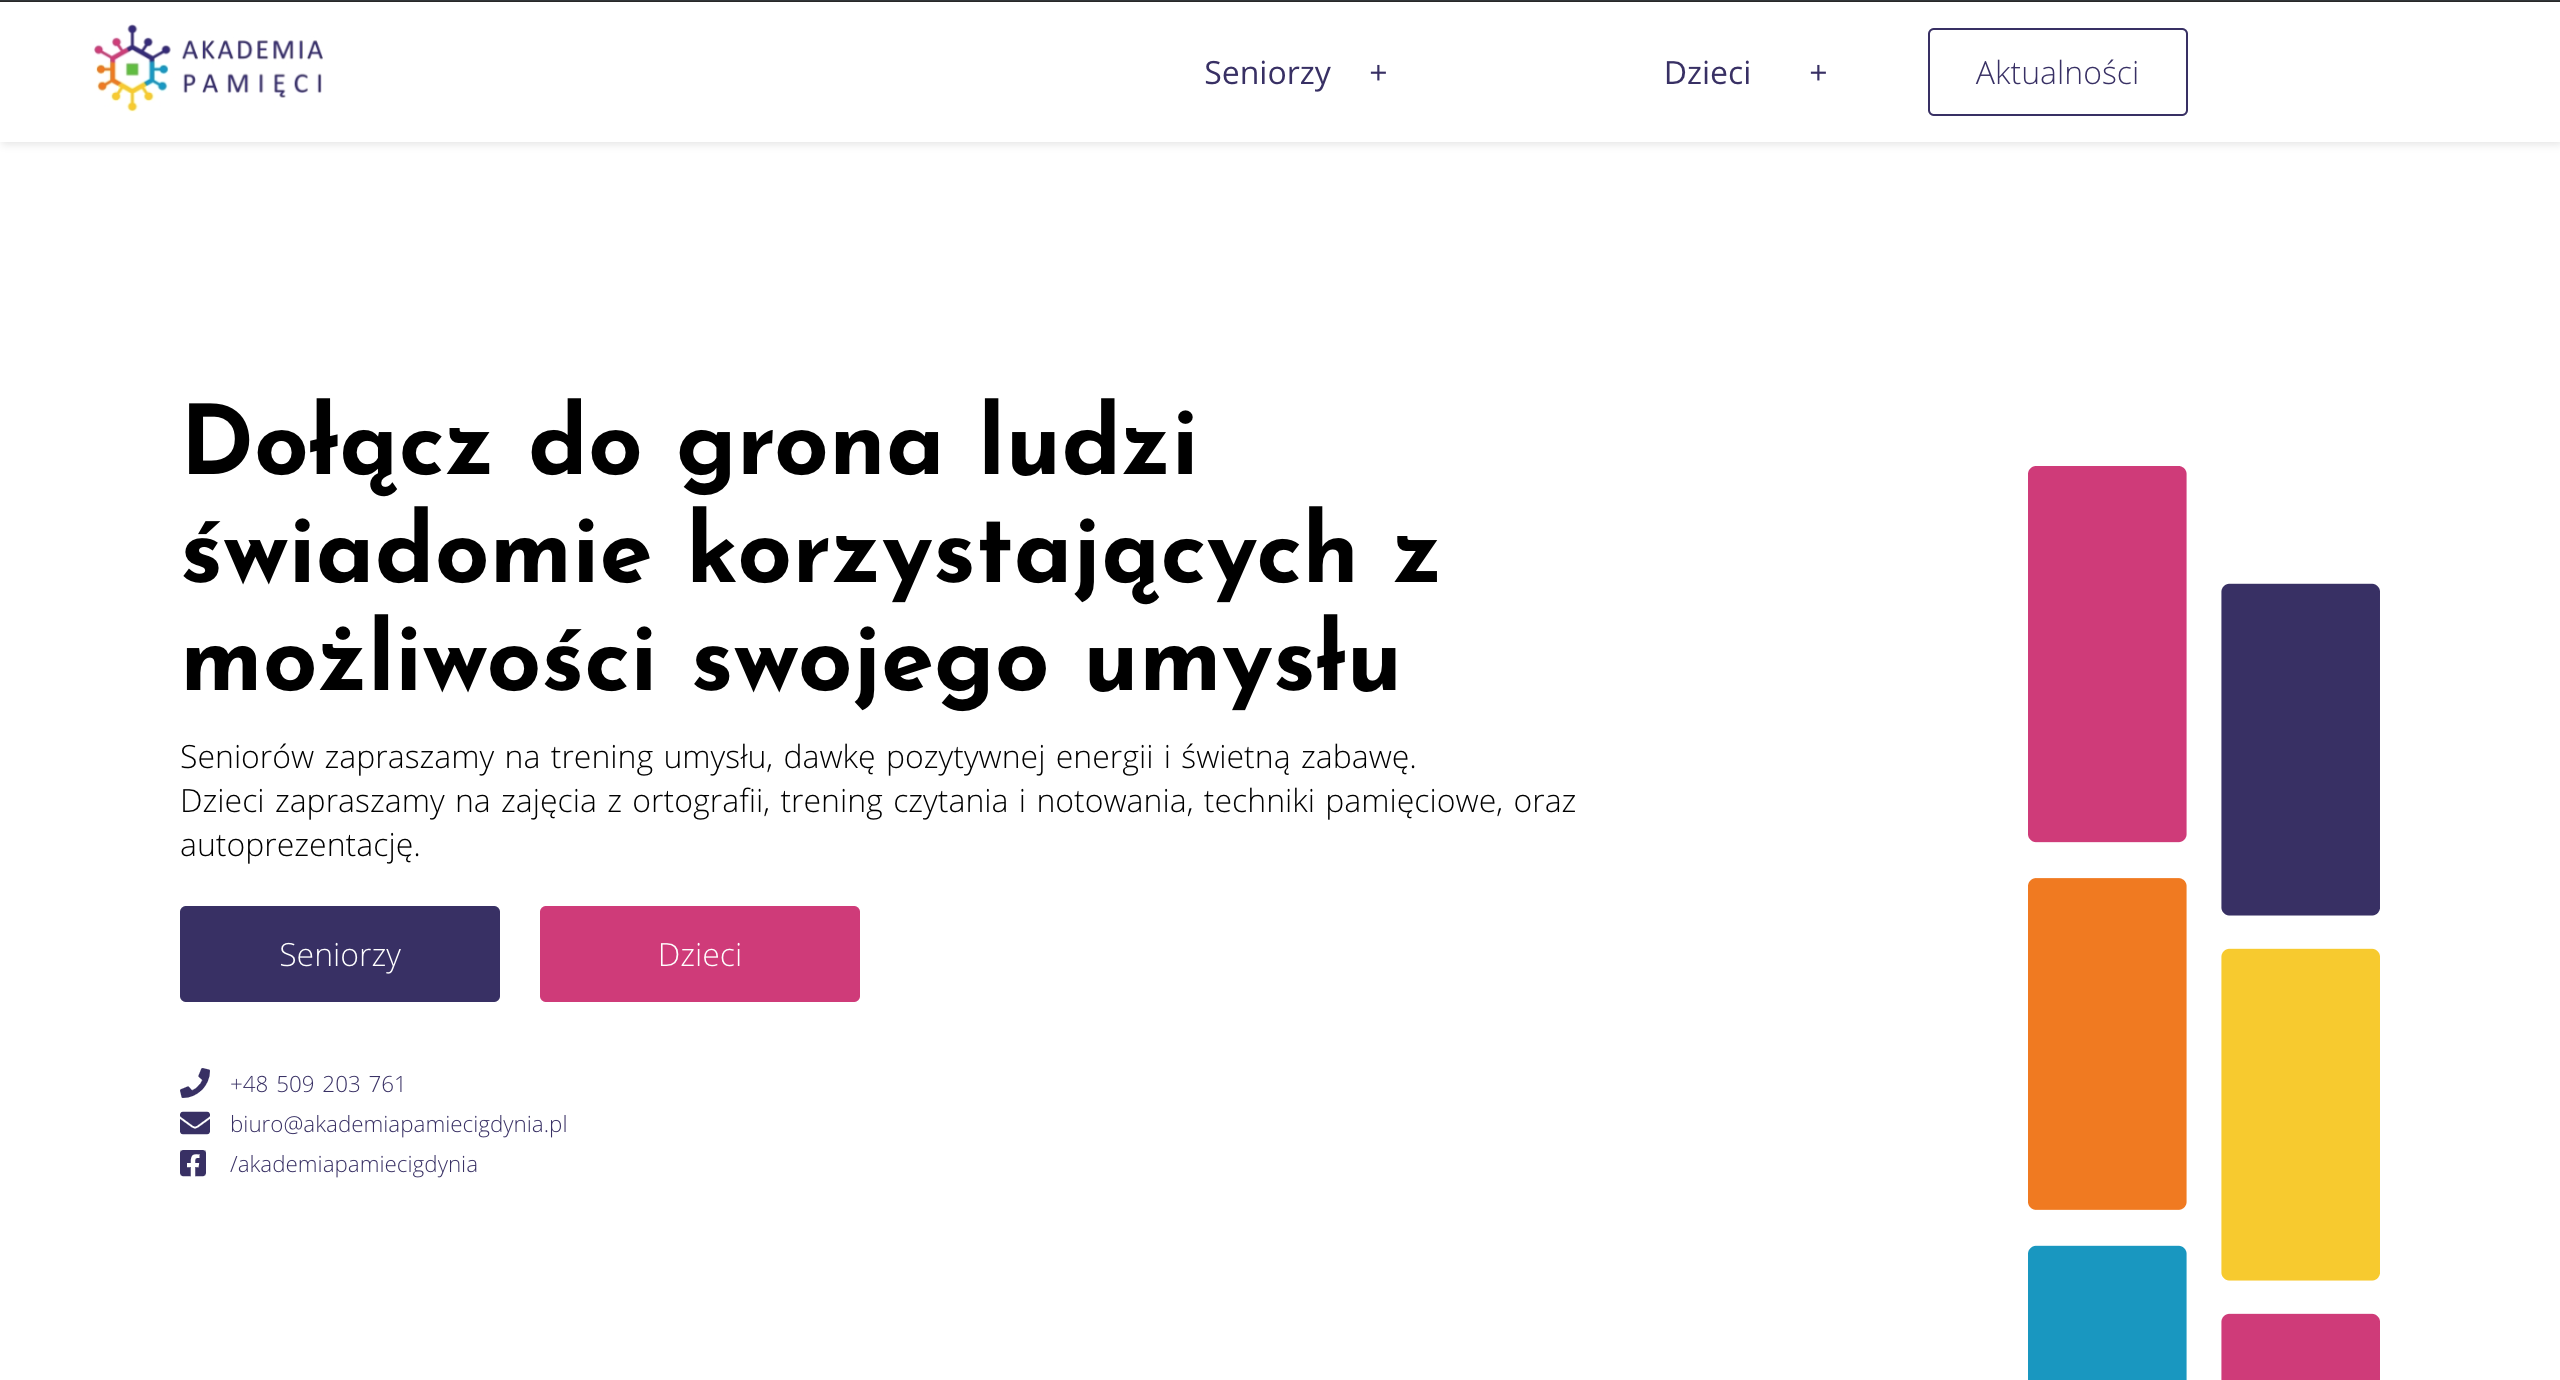 AKADEMIA
PAMIĘCI
Seniorzy +
Dzieci +
Aktualności
Dołącz do grona ludzi
świadomie korzystających z
możliwości swojego umysłu
Seniorów zapraszamy na trening umysłu, dawkę pozytywnej energii i świetną zabawę.
Dzieci zapraszamy na zajęcia z ortografii, trening czytania i notowania, techniki pamięciowe, oraz
autoprezentację.
Seniorzy
Dzieci
+48 509 203 761
biuro@akademiapamiecigdynia.pl
/akademiapamiecigdynia